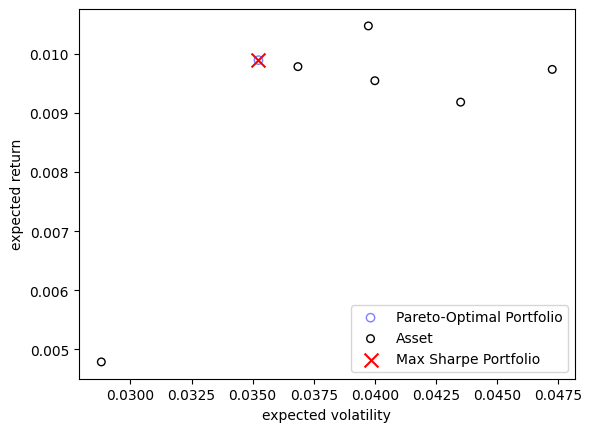 expected return
0.010
0.009
0.008
0.007
0.006
0.005
Pareto-Optimal Portfolio
Asset
Max Sharpe Portfolio
0.0300 0.0325 0.0350 0.0375 0.0400 0.0425 0.0450 0.0475
expected volatility